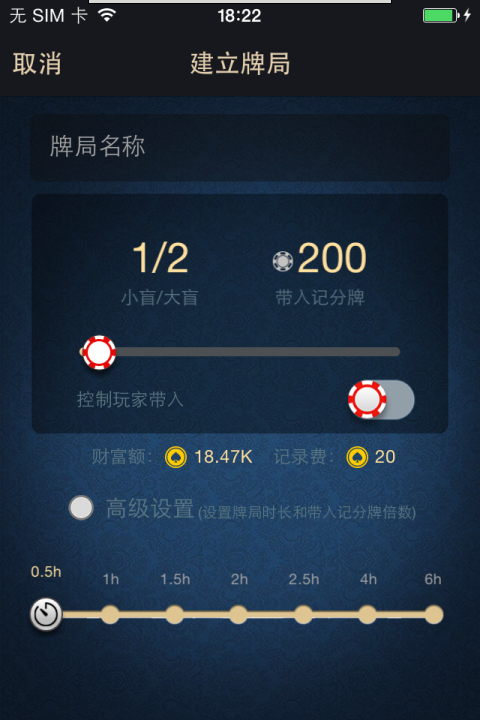 无 SIM 卡 18:22
取消 建立牌局
牌局名称
1/2 200
小盲/大盲 带入记分牌
控制玩家带入
财富额: 18.47K 记录费: 20
高级设置 (设置牌局时长和带入记分牌倍数)
0.5h 1h 1.5h 2h 2.5h 4h 6h